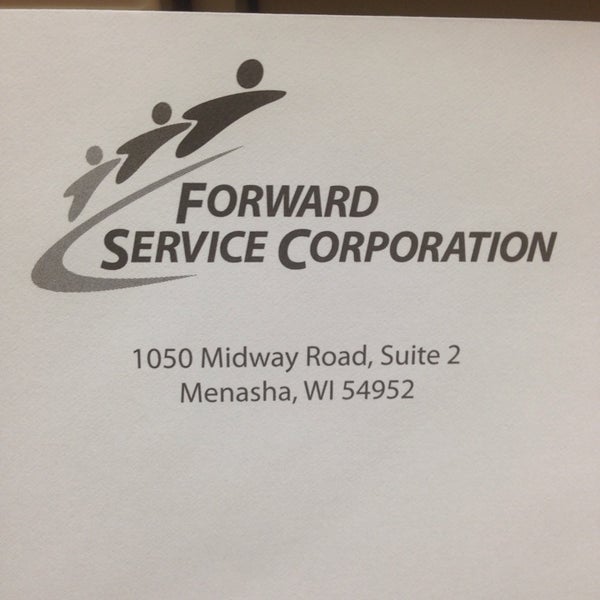 FORWARD
SERVICE CORPORATION
1050 Midway Road, Suite 2
Menasha, WI 54952